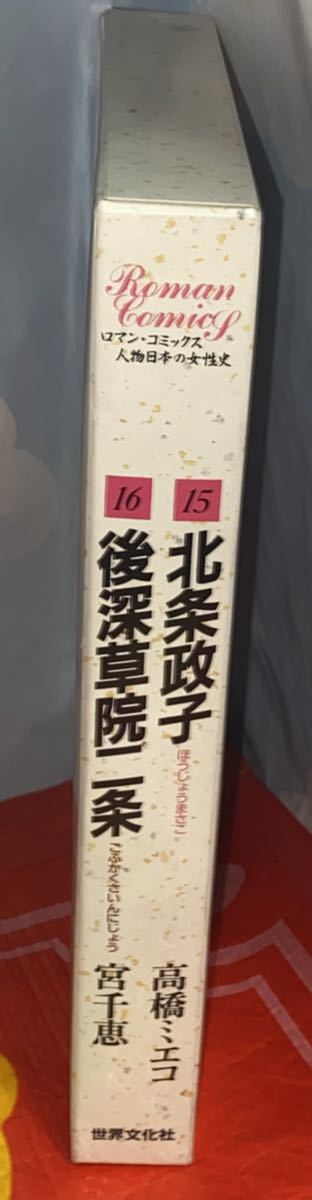 Roman
Comics
ロマン・コミックス
人物日本の女性史
15
北条政子
ほうじょうまさこ
高橋ミエコ
16
後深草院二条
ごふかくさいんにじょう
宮千恵
世界文化社